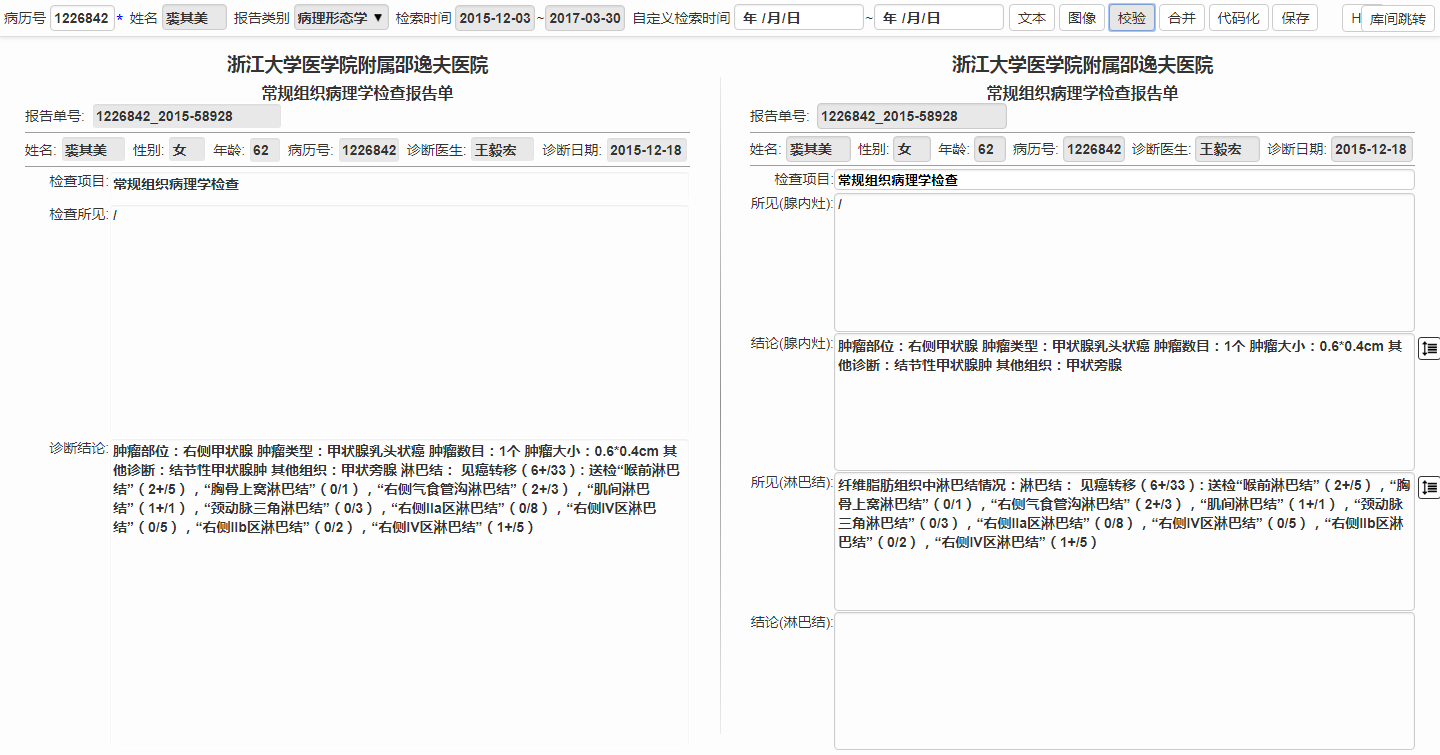 病历号 1226842 * 姓名 裘其美 报告类别 病理形态学 ▼ 检索时间 2015-12-03 ~ 2017-03-30 自定义检索时间 年 /月/日 ~ 年 /月/日 文本 图像 校验 合并 代码化 保存 H 库间跳转
浙江大学医学院附属邵逸夫医院
常规组织病理学检查报告单
报告单号: 1226842_2015-58928
姓名: 裘其美 性别: 女 年龄: 62 病历号: 1226842 诊断医生: 王毅宏 诊断日期: 2015-12-18
检查项目: 常规组织病理学检查
检查所见: /
诊断结论: 肿瘤部位：右侧甲状腺 肿瘤类型：甲状腺乳头状癌 肿瘤数目：1个 肿瘤大小：0.6*0.4cm 其
他诊断：结节性甲状腺肿 其他组织：甲状旁腺 淋巴结： 见癌转移（6+/33）: 送检“喉前淋巴
结”（2+/5），“胸骨上窝淋巴结”（0/1），“右侧气食管沟淋巴结”（2+/3），“肌间淋巴
结”（1+/1），“颈动脉三角淋巴结”（0/3），“右侧IIa区淋巴结”（0/8），“右侧IV区淋巴
结”（0/5），“右侧IIb区淋巴结”（0/2），“右侧IV区淋巴结”（1+/5）
浙江大学医学院附属邵逸夫医院
常规组织病理学检查报告单
报告单号: 1226842_2015-58928
姓名: 裘其美 性别: 女 年龄: 62 病历号: 1226842 诊断医生: 王毅宏 诊断日期: 2015-12-18
检查项目: 常规组织病理学检查
所见(腺内灶): /
结论(腺内灶): 肿瘤部位：右侧甲状腺 肿瘤类型：甲状腺乳头状癌 肿瘤数目：1个 肿瘤大小：0.6*0.4cm 其
他诊断：结节性甲状腺肿 其他组织：甲状旁腺
所见(淋巴结): 纤维脂肪组织中淋巴结情况：淋巴结： 见癌转移（6+/33）: 送检“喉前淋巴结”（2+/5），“胸
骨上窝淋巴结”（0/1），“右侧气食管沟淋巴结”（2+/3），“肌间淋巴结”（1+/1），“颈动脉
三角淋巴结”（0/3），“右侧IIa区淋巴结”（0/8），“右侧IV区淋巴结”（0/5），“右侧IIb区淋
巴结”（0/2），“右侧IV区淋巴结”（1+/5）
结论(淋巴结):